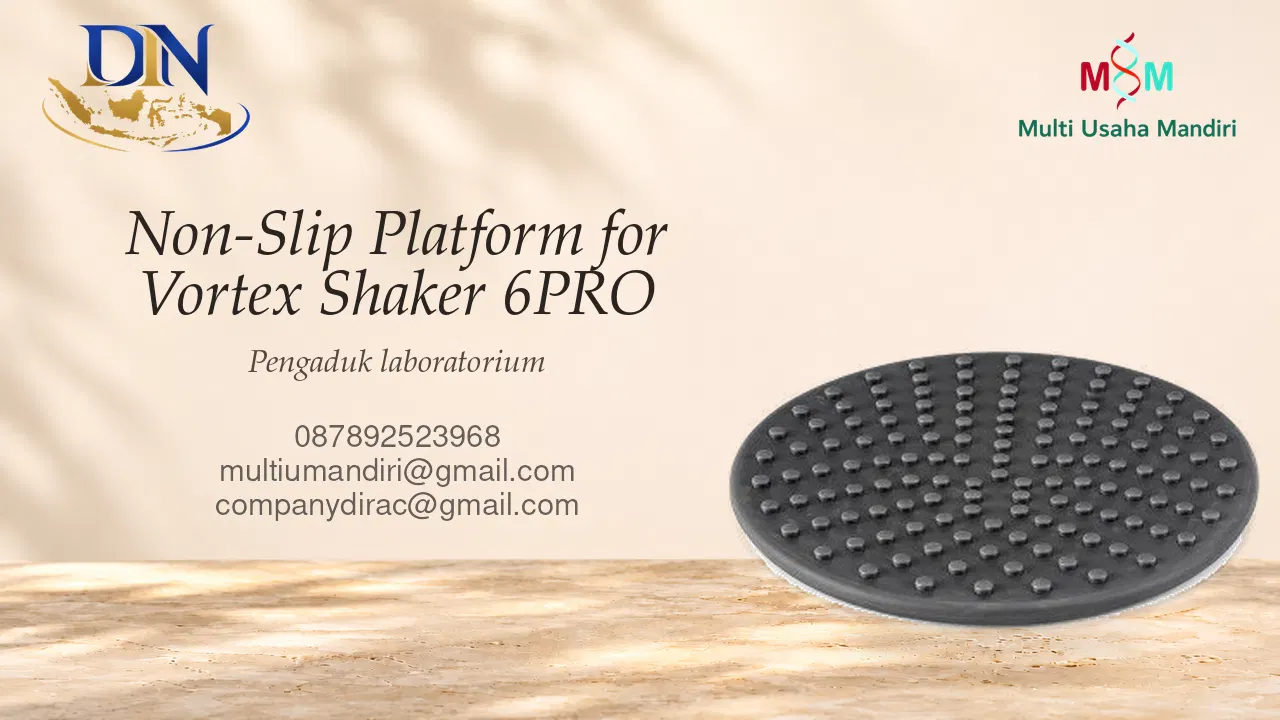 DIN
M M
Multi Usaha Mandiri
Non-Slip Platform for
Vortex Shaker 6PRO
Pengaduk laboratorium
087892523968
multiumandiri@gmail.com
companydirac@gmail.com